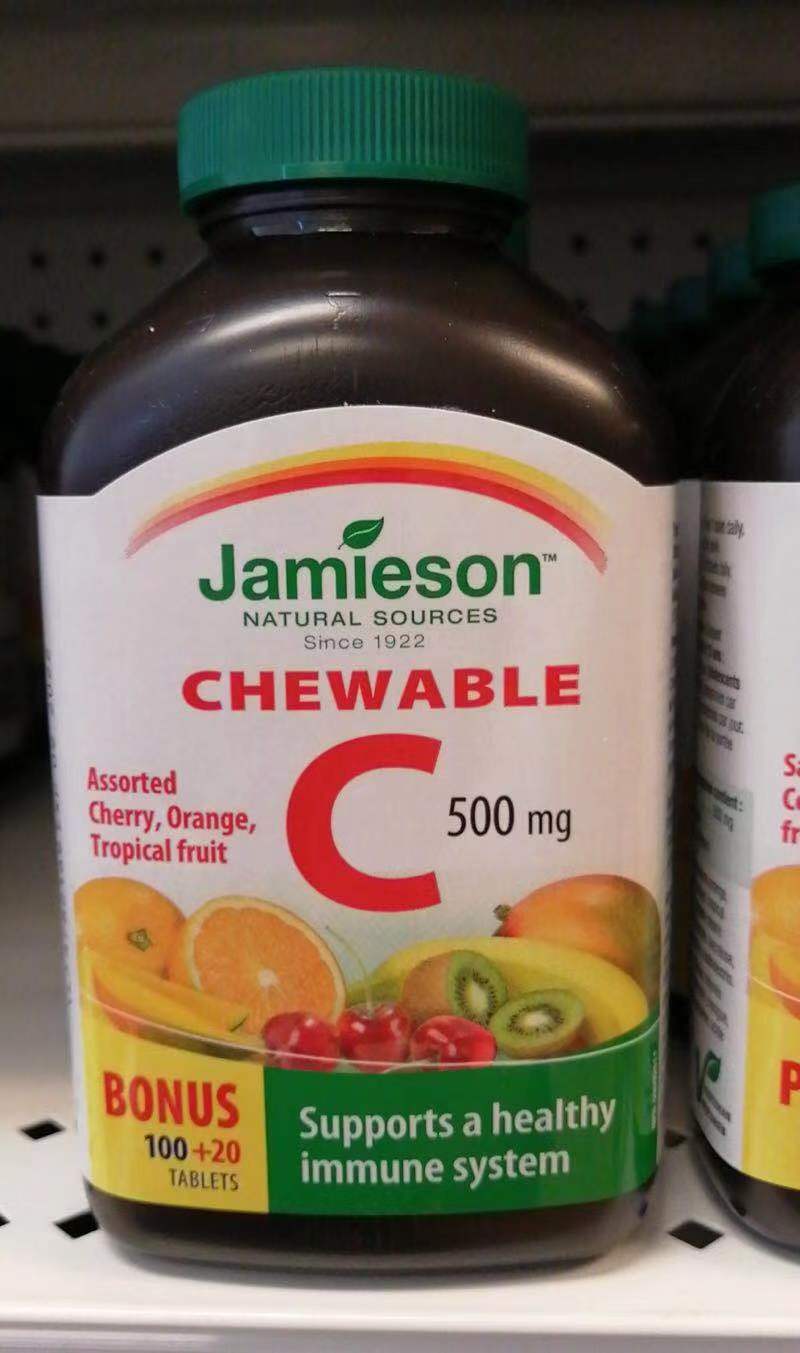 Jamieson™
NATURAL SOURCES
Since 1922
CHEWABLE
C
500 mg
Assorted
Cherry, Orange,
Tropical fruit
BONUS
100+20
TABLETS
Supports a healthy
immune system